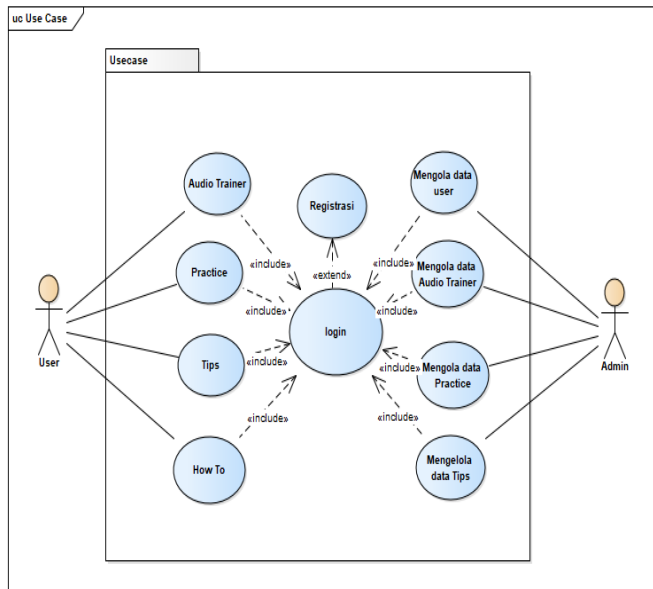 uc Use Case
Usecase
Audio Trainer
Registrasi
Mengola data
user
«include»
«include»
«extend»
Practice
Mengola data
Audio Trainer
«include»
«include»
login
User
Admin
Tips
«include»
«include»
Mengola data
Practice
«include»
«include»
How To
Mengelola
data Tips